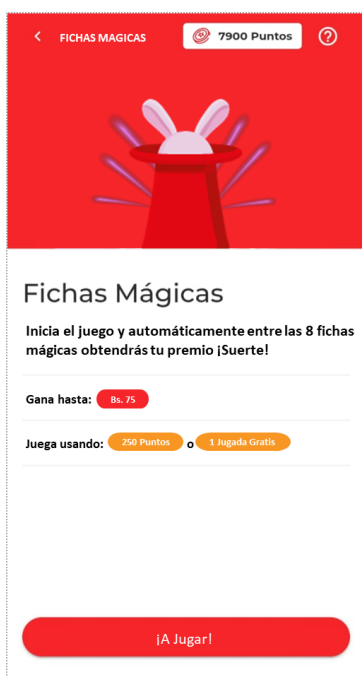 FICHAS MAGICAS
7900 Puntos
?
Fichas Mágicas
Inicia el juego y automáticamente entre las 8 fichas
mágicas obtendrás tu premio ¡Suerte!
Gana hasta: Bs. 75
Juega usando: 250 Puntos o 1 Jugada Gratis
¡A Jugar!